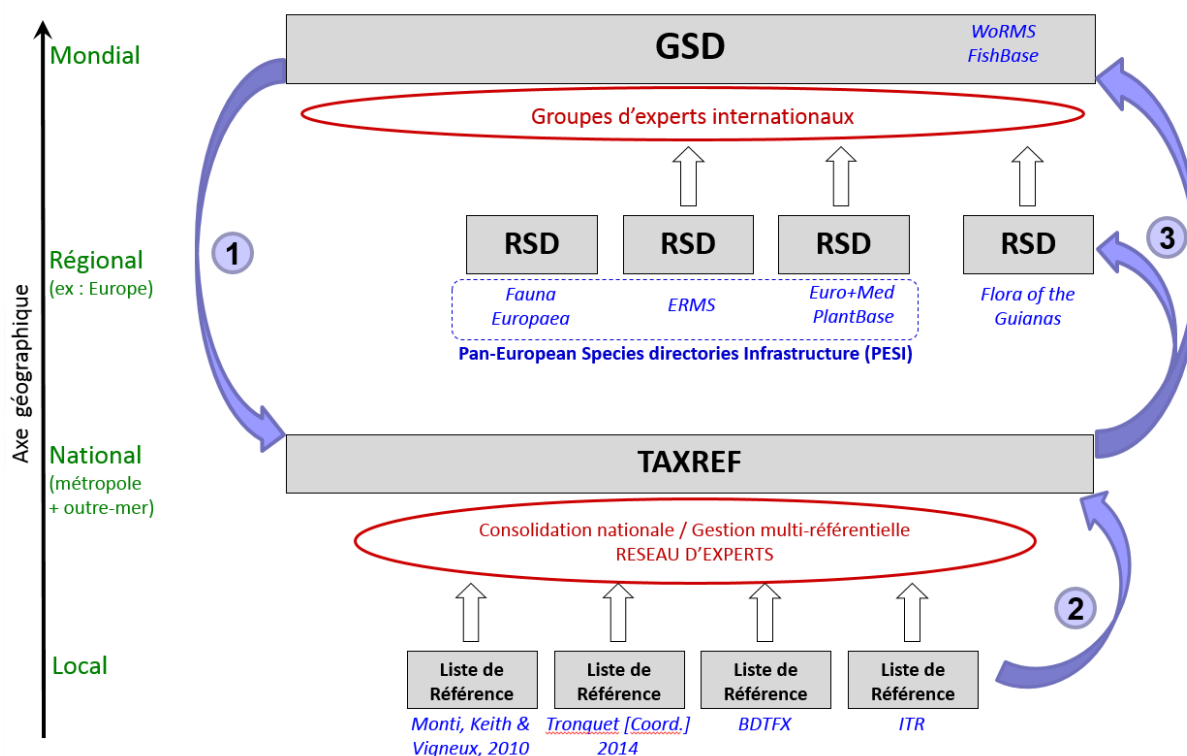 Axe géographique
Mondial
GSD
WoRMS
FishBase
Groupes d'experts internationaux
1
3
Régional
(ex : Europe)
RSD
RSD
RSD
RSD
Fauna
Europaea
ERMS
Euro+Med
PlantBase
Flora of the
Guianas
Pan-European Species directories Infrastructure (PESI)
National
(métropole
+ outre-mer)
TAXREF
Consolidation nationale / Gestion multi-référentielle
RESEAU D'EXPERTS
2
Local
Liste de
Référence
Liste de
Référence
Liste de
Référence
Liste de
Référence
Monti, Keith &
Vigneux, 2010
Tronquet [Coord.]
2014
BDTFX
ITR